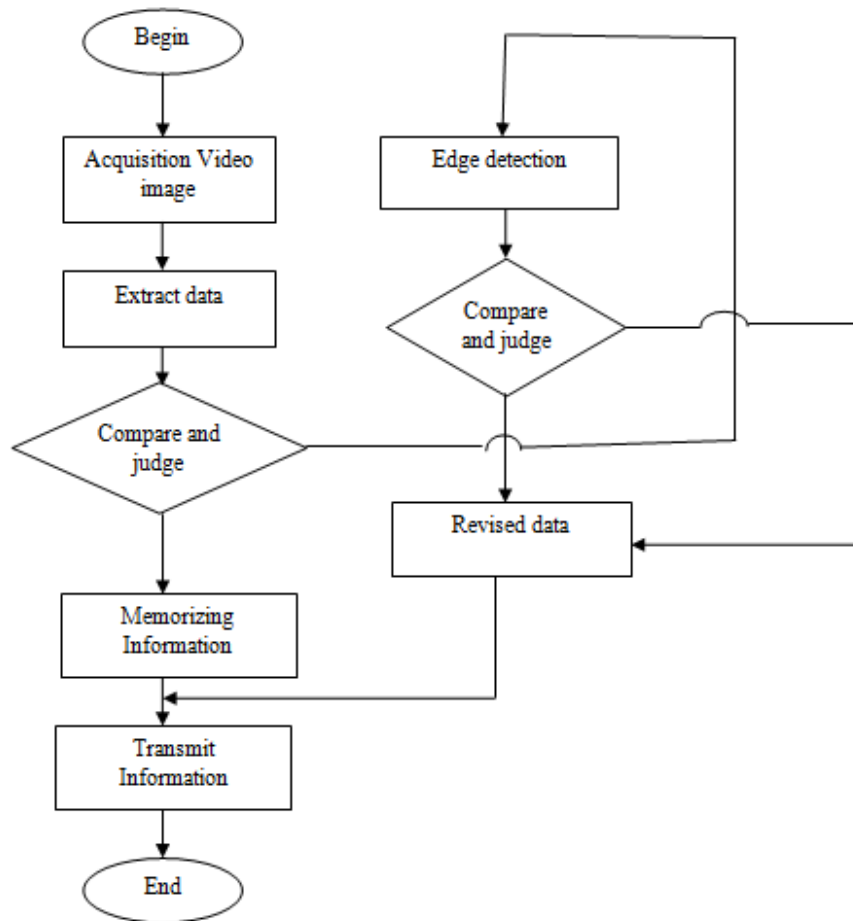 Begin
Acquisition Video
image
Extract data
Compare and
judge
Memorizing
Information
Transmit
Information
End
Edge detection
Compare
and judge
Revised data